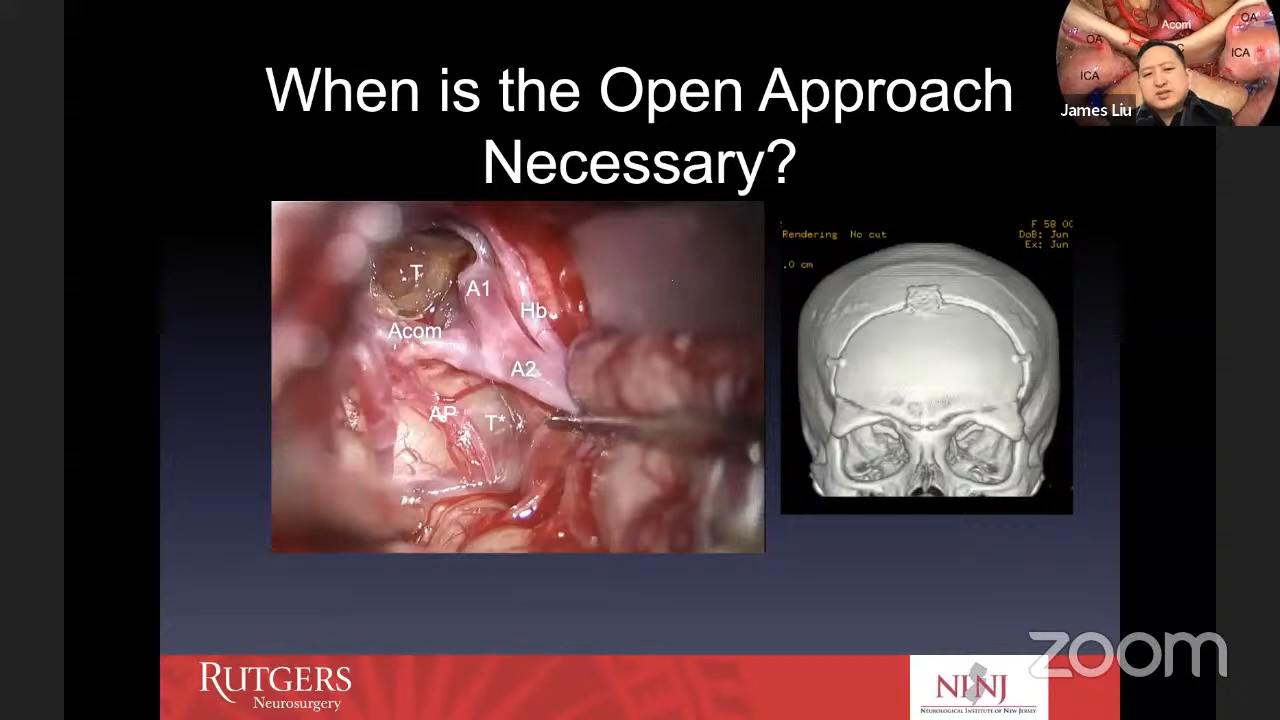 When is the Open Approach
Necessary?
Acom
OA
OA
ICA
ICA
James Liu
T
A1
Hb
Acom
A2
AP
T*
Rendering No cut
.0 cm
F 58
DoB: Jun
Ex: Jun
RUTGERS
Neurosurgery
NINJ
NEUROLOGICAL INSTITUTE OF NEW JERSEY
zoom